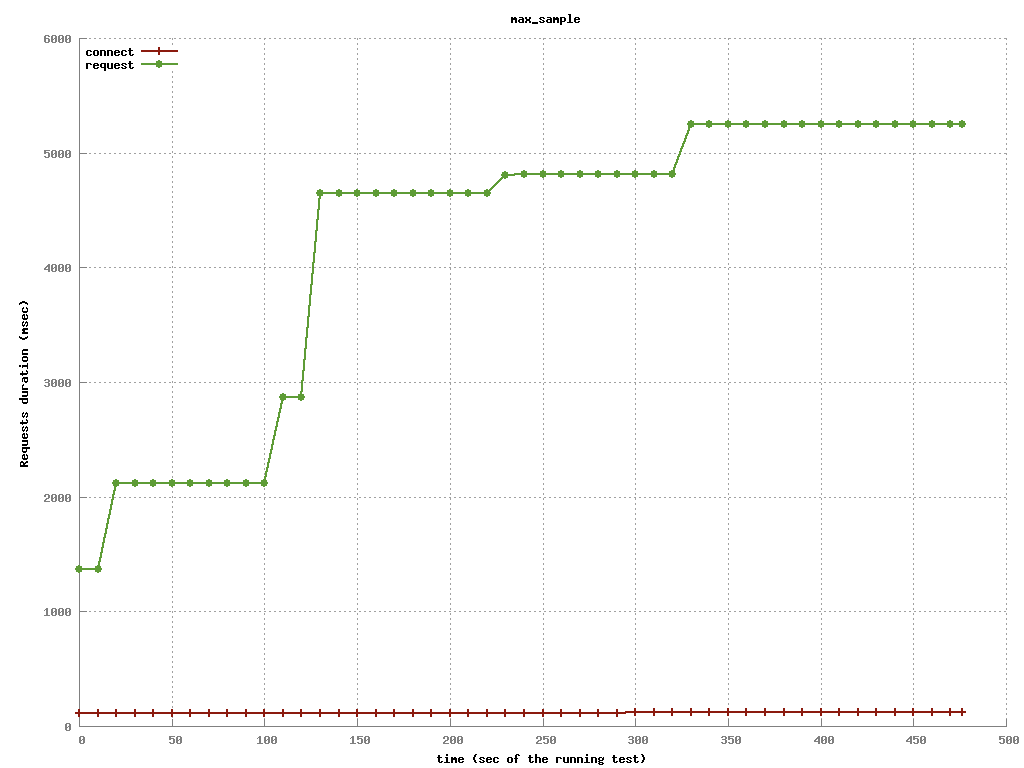 max_sample
connect
request
6000
5000
4000
3000
2000
1000
0
Requests duration (msec)
0 50 100 150 200 250 300 350 400 450 500
time (sec of the running test)